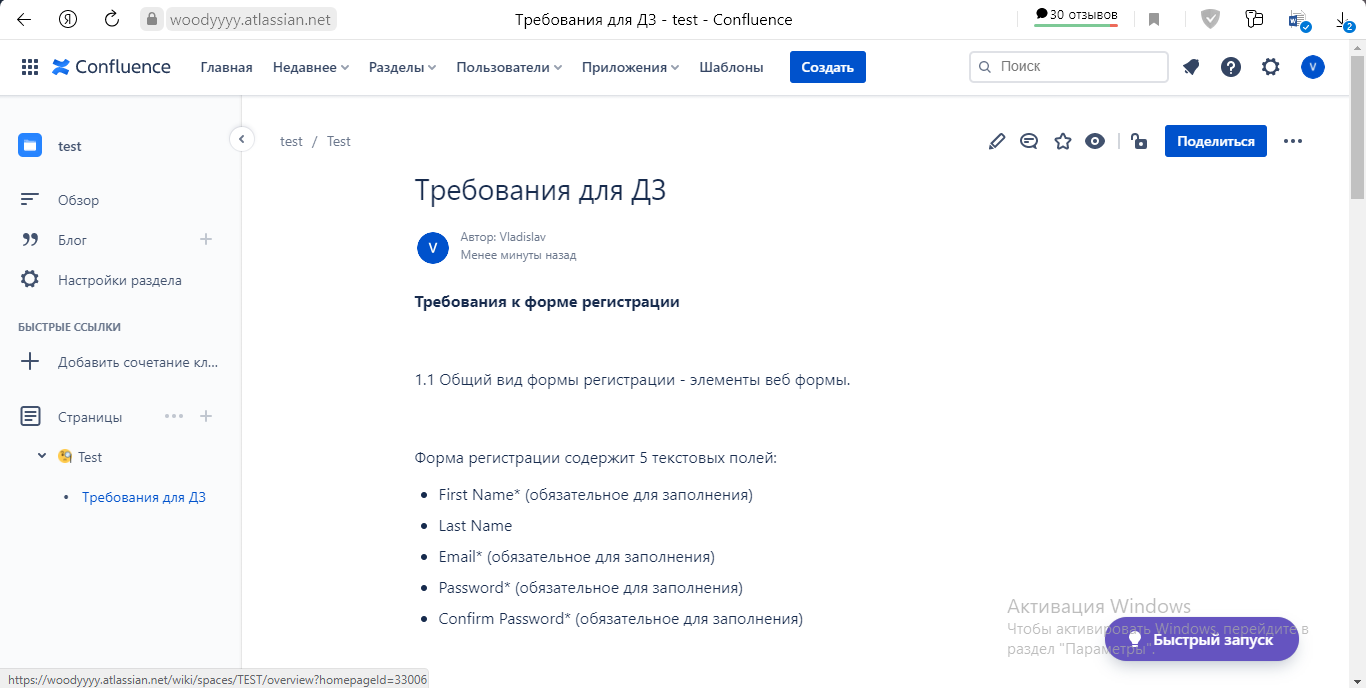 woodyyyy.atlassian.net
Требования для ДЗ - test - Confluence
30 отзывов
2
Confluence
Главная
Недавнее
Разделы
Пользователи
Приложения
Шаблоны
Создать
Поиск
V
test
Обзор
Блог
Настройки раздела
БЫСТРЫЕ ССЫЛКИ
Добавить сочетание кл...
Страницы
Test
Требования для ДЗ
test / Test
Поделиться
Требования для ДЗ
V
Автор: Vladislav
Менее минуты назад
Требования к форме регистрации
1.1 Общий вид формы регистрации - элементы веб формы.
Форма регистрации содержит 5 текстовых полей:
First Name* (обязательное для заполнения)
Last Name
Email* (обязательное для заполнения)
Password* (обязательное для заполнения)
Confirm Password* (обязательное для заполнения)
Активация Windows
Чтобы активировать Windows, перейдите в
раздел "Параметры".
Быстрый запуск
https://woodyyyy.atlassian.net/wiki/spaces/TEST/overview?homepageId=33006